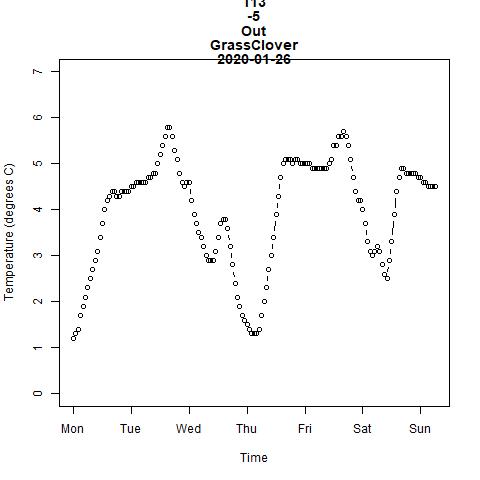 T13
-5
Out
GrassClover
2020-01-26
Temperature (degrees C)
7
6
5
4
3
2
1
0
Mon Tue Wed Thu Fri Sat Sun
Time